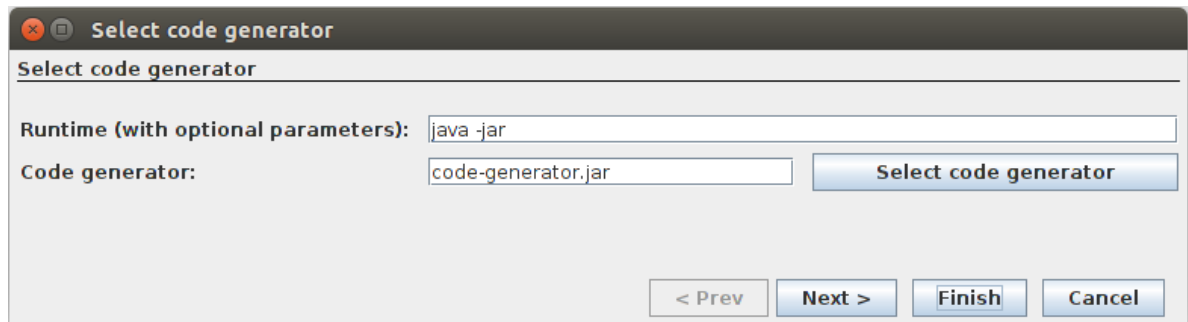 Select code generator
Select code generator
Runtime (with optional parameters): java -jar
Code generator: code-generator.jar Select code generator
< Prev Next > Finish Cancel